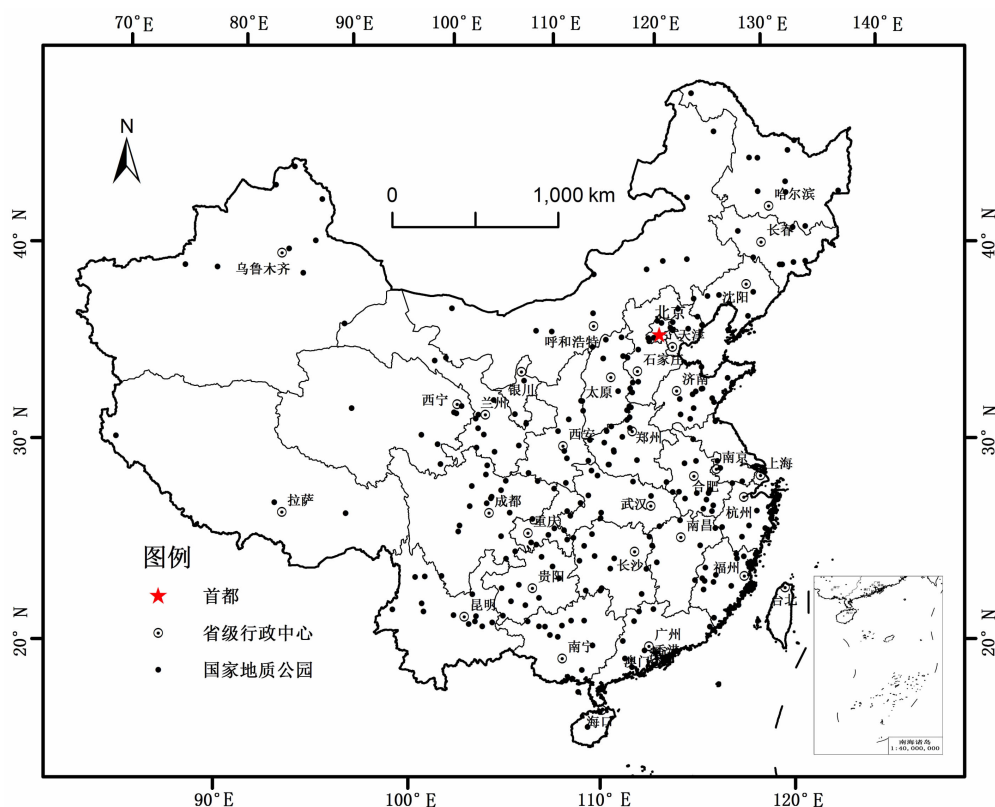 70° E 80° E 90° E 100° E 110° E 120° E 130° E 140° E
N
0 1,000 km
40° N
40° N
哈尔滨
长春
乌鲁木齐
沈阳
北京
呼和浩特
天津
石家庄
银川
太原
济南
西宁
兰州
30° N
30° N
西安
郑州
南京
上海
合肥
拉萨
成都
武汉
杭州
重庆
南昌
图例
长沙
贵阳
福州
首都
昆明
台北
省级行政中心
20° N
20° N
广州
南宁
香港
澳门
国家地质公园
海口
南海诸岛
1:40,000,000
90° E 100° E 110° E 120° E